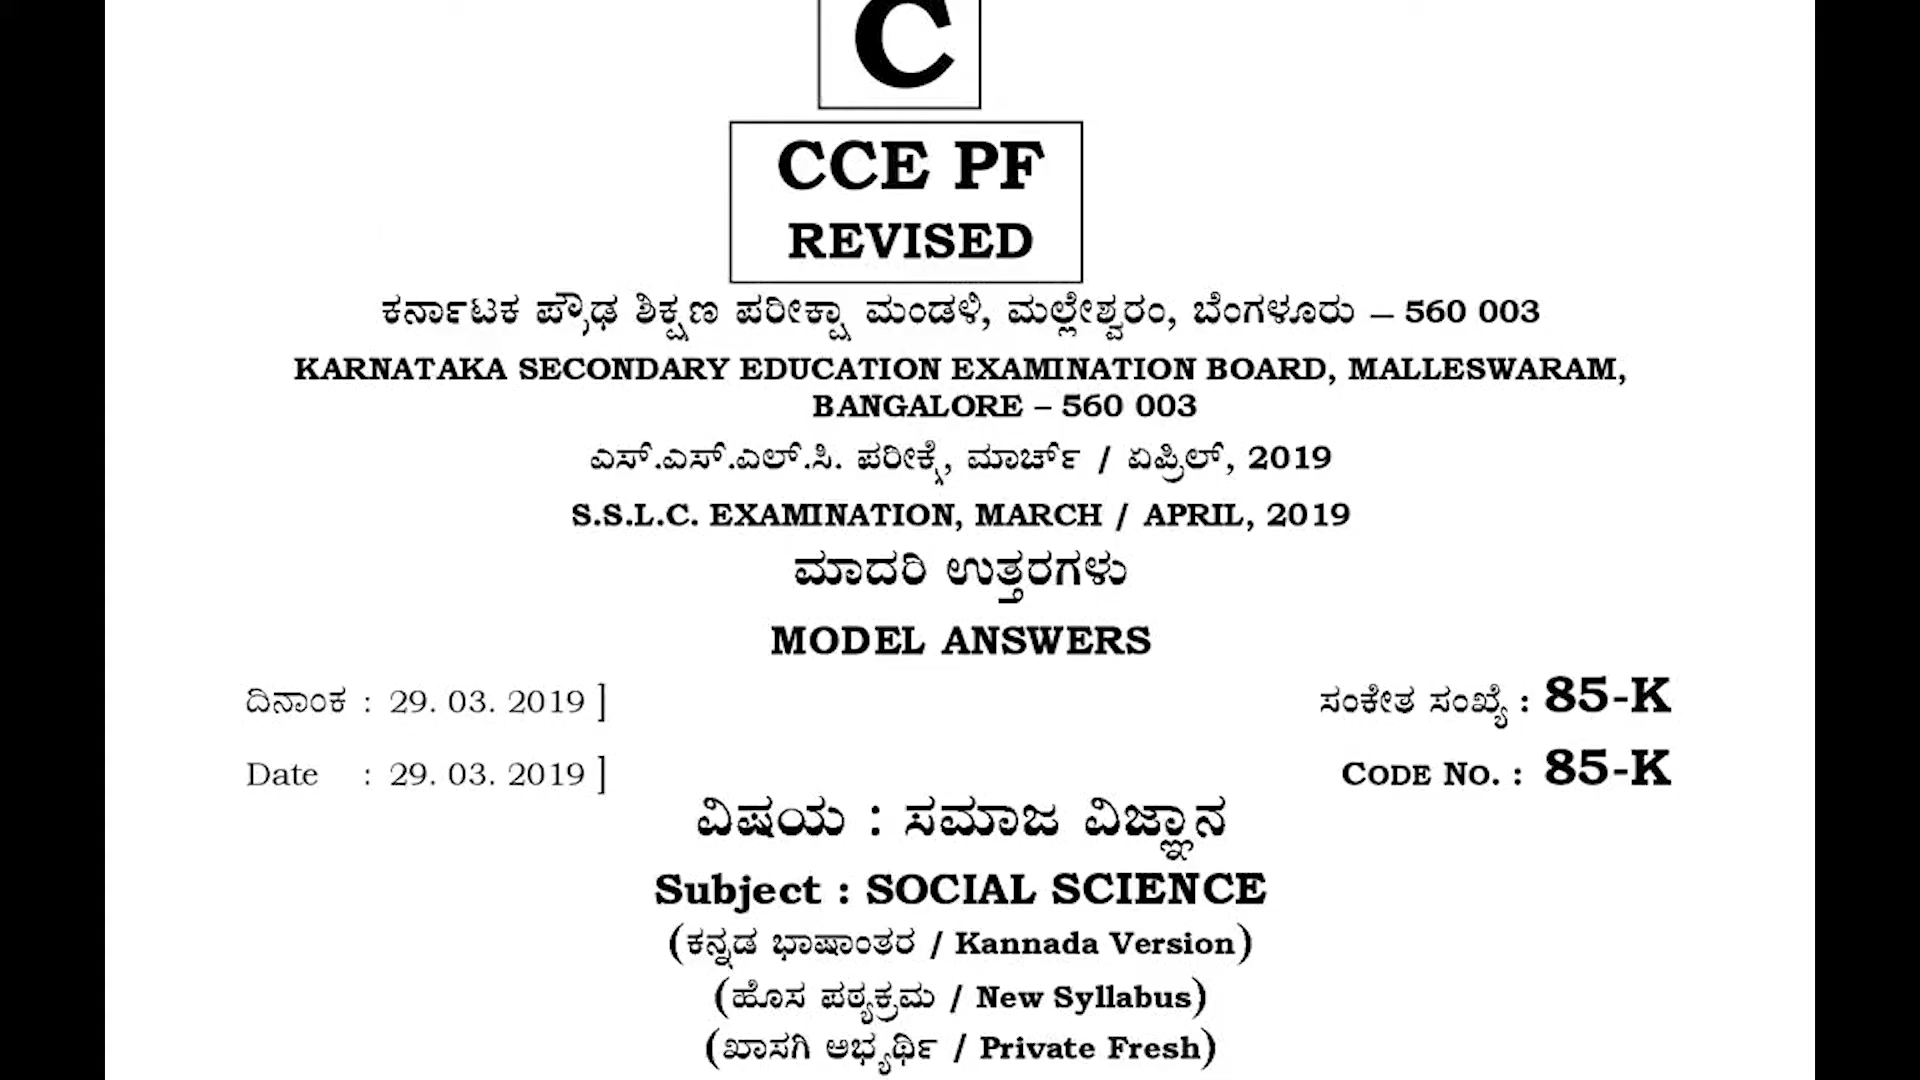 C
CCE PF
REVISED
ಕರ್ನಾಟಕ ಪ್ರೌಢ ಶಿಕ್ಷಣ ಪರೀಕ್ಷಾ ಮಂಡಳಿ, ಮಲ್ಲೇಶ್ವರಂ, ಬೆಂಗಳೂರು – 560 003
KARNATAKA SECONDARY EDUCATION EXAMINATION BOARD, MALLESWARAM,
BANGALORE – 560 003
ಎಸ್.ಎಸ್.ಎಲ್.ಸಿ. ಪರೀಕ್ಷೆ, ಮಾರ್ಚ್ / ಏಪ್ರಿಲ್, 2019
S.S.L.C. EXAMINATION, MARCH / APRIL, 2019
ಮಾದರಿ ಉತ್ತರಗಳು
MODEL ANSWERS
ದಿನಾಂಕ : 29. 03. 2019 ] ಸಂಕೇತ ಸಂಖ್ಯೆ : 85-K
Date : 29. 03. 2019 ] CODE NO. : 85-K
ವಿಷಯ : ಸಮಾಜ ವಿಜ್ಞಾನ
Subject : SOCIAL SCIENCE
(ಕನ್ನಡ ಭಾಷಾಂತರ / Kannada Version)
(ಹೊಸ ಪಠ್ಯಕ್ರಮ / New Syllabus)
(ಖಾಸಗಿ ಅಭ್ಯರ್ಥಿ / Private Fresh)